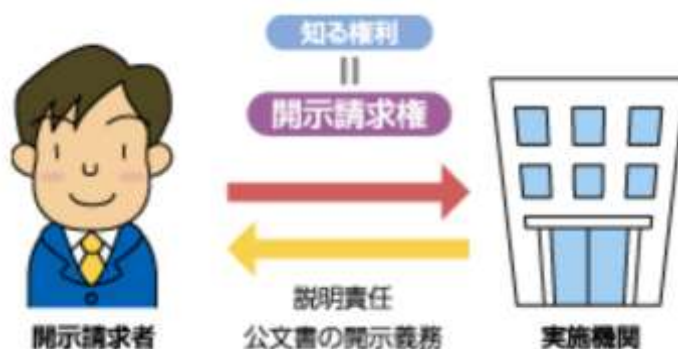 知る権利
=
開示請求権
説明責任
公文書の開示義務
開示請求者
実施機関